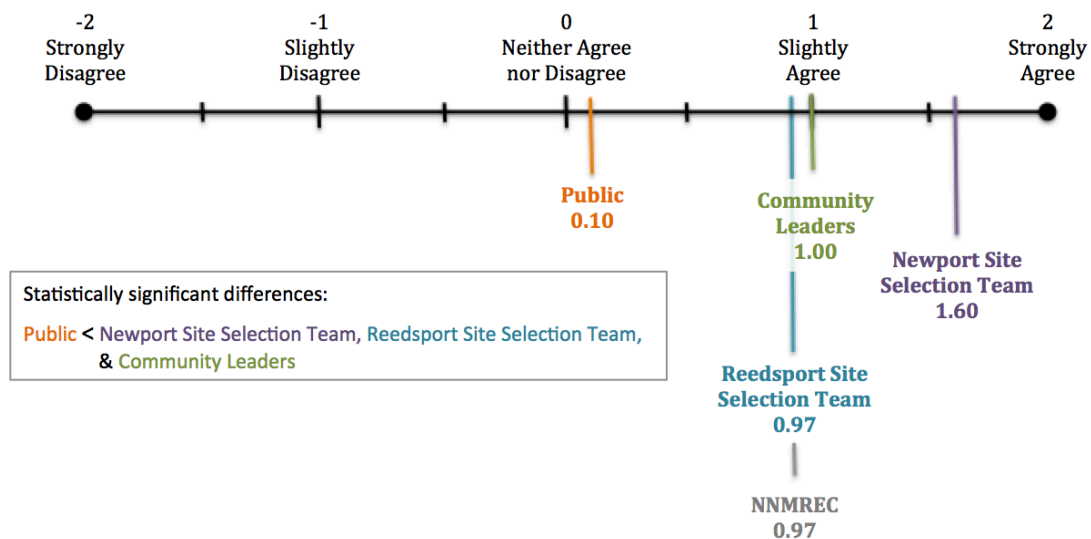 -2
Strongly
Disagree
-1
Slightly
Disagree
0
Neither Agree
nor Disagree
1
Slightly
Agree
2
Strongly
Agree
Public
0.10
Community
Leaders
1.00
Newport Site
Selection Team
1.60
Statistically significant differences:
Public < Newport Site Selection Team, Reedsport Site Selection Team,
& Community Leaders
Reedsport Site
Selection Team
0.97
NNMREC
0.97